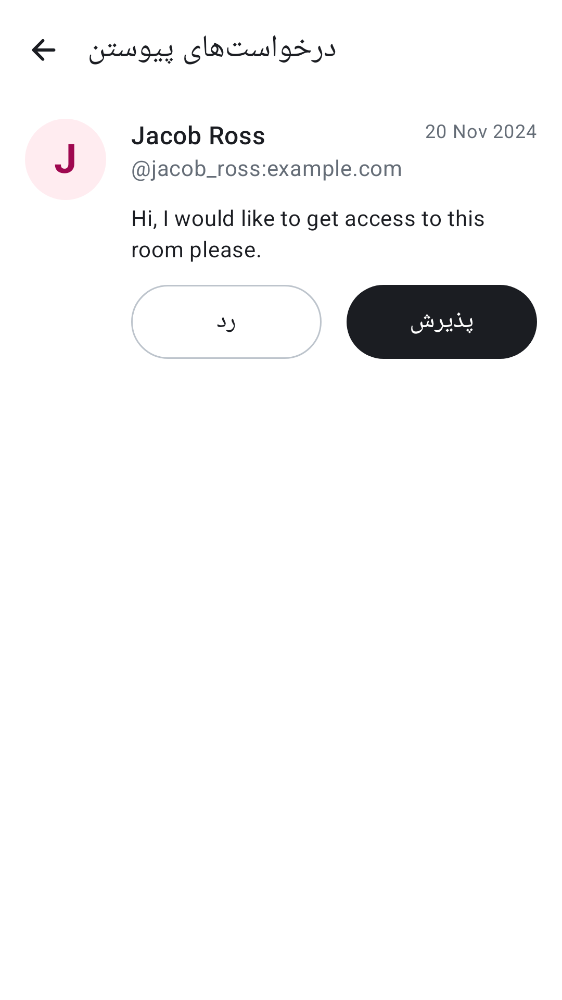 درخواست‌های پیوستن
J
Jacob Ross
20 Nov 2024
@jacob_ross:example.com
Hi, I would like to get access to this
room please.
رد
پذیرش